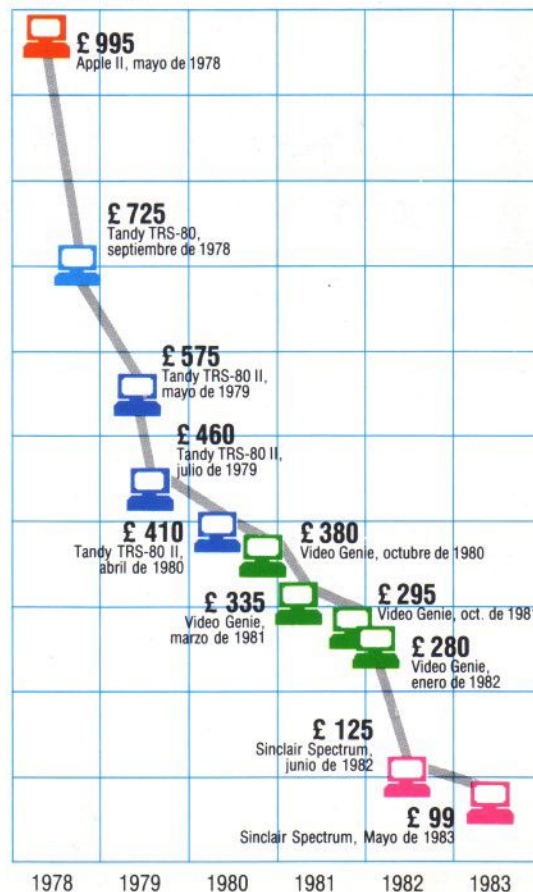 £ 995
Apple II, mayo de 1978
£ 725
Tandy TRS-80,
septiembre de 1978
£ 575
Tandy TRS-80 II,
mayo de 1979
£ 460
Tandy TRS-80 II,
julio de 1979
£ 410
Tandy TRS-80 II,
abril de 1980
£ 380
Video Genie, octubre de 1980
£ 335
Video Genie,
marzo de 1981
£ 295
Video Genie, oct. de 198
£ 280
Video Genie,
enero de 1982
£ 125
Sinclair Spectrum,
junio de 1982
£ 99
Sinclair Spectrum, Mayo de 1983
1978 1979 1980 1981 1982 1983